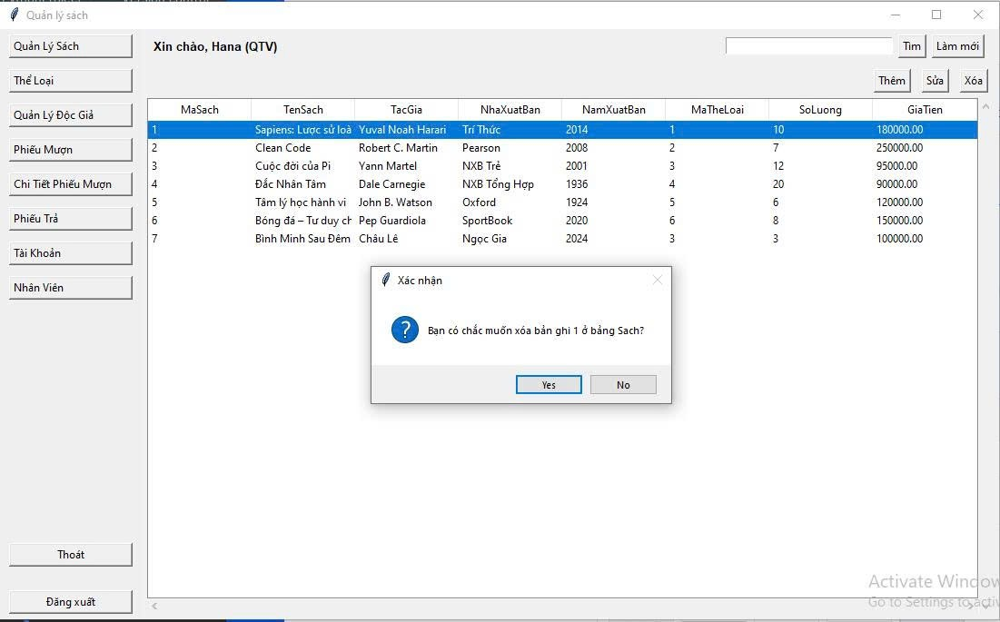 Quản lý sách
Quản Lý Sách
Thể Loại
Quản Lý Độc Giả
Phiếu Mượn
Chi Tiết Phiếu Mượn
Phiếu Trả
Tài Khoản
Nhân Viên
Thoát
Đăng xuất
Xin chào, Hana (QTV)
Tìm Làm mới
Thêm Sửa Xóa
MaSach TenSach TacGia NhaXuatBan NamXuatBan MaTheLoai SoLuong GiaTien
1 Sapiens: Lược sử loà Yuval Noah Harari Trí Thức 2014 1 10 180000.00
2 Clean Code Robert C. Martin Pearson 2008 2 7 250000.00
3 Cuộc đời của Pi Yann Martel NXB Trẻ 2001 3 12 95000.00
4 Đắc Nhân Tâm Dale Carnegie NXB Tổng Hợp 1936 4 20 90000.00
5 Tâm lý học hành vi John B. Watson Oxford 1924 5 6 120000.00
6 Bóng đá – Tư duy ch Pep Guardiola SportBook 2020 6 8 150000.00
7 Bình Minh Sau Đêm Châu Lê Ngọc Gia 2024 3 3 100000.00
Xác nhận
Bạn có chắc muốn xóa bản ghi 1 ở bảng Sach?
Yes No
Activate Window
Go to Settings to activ